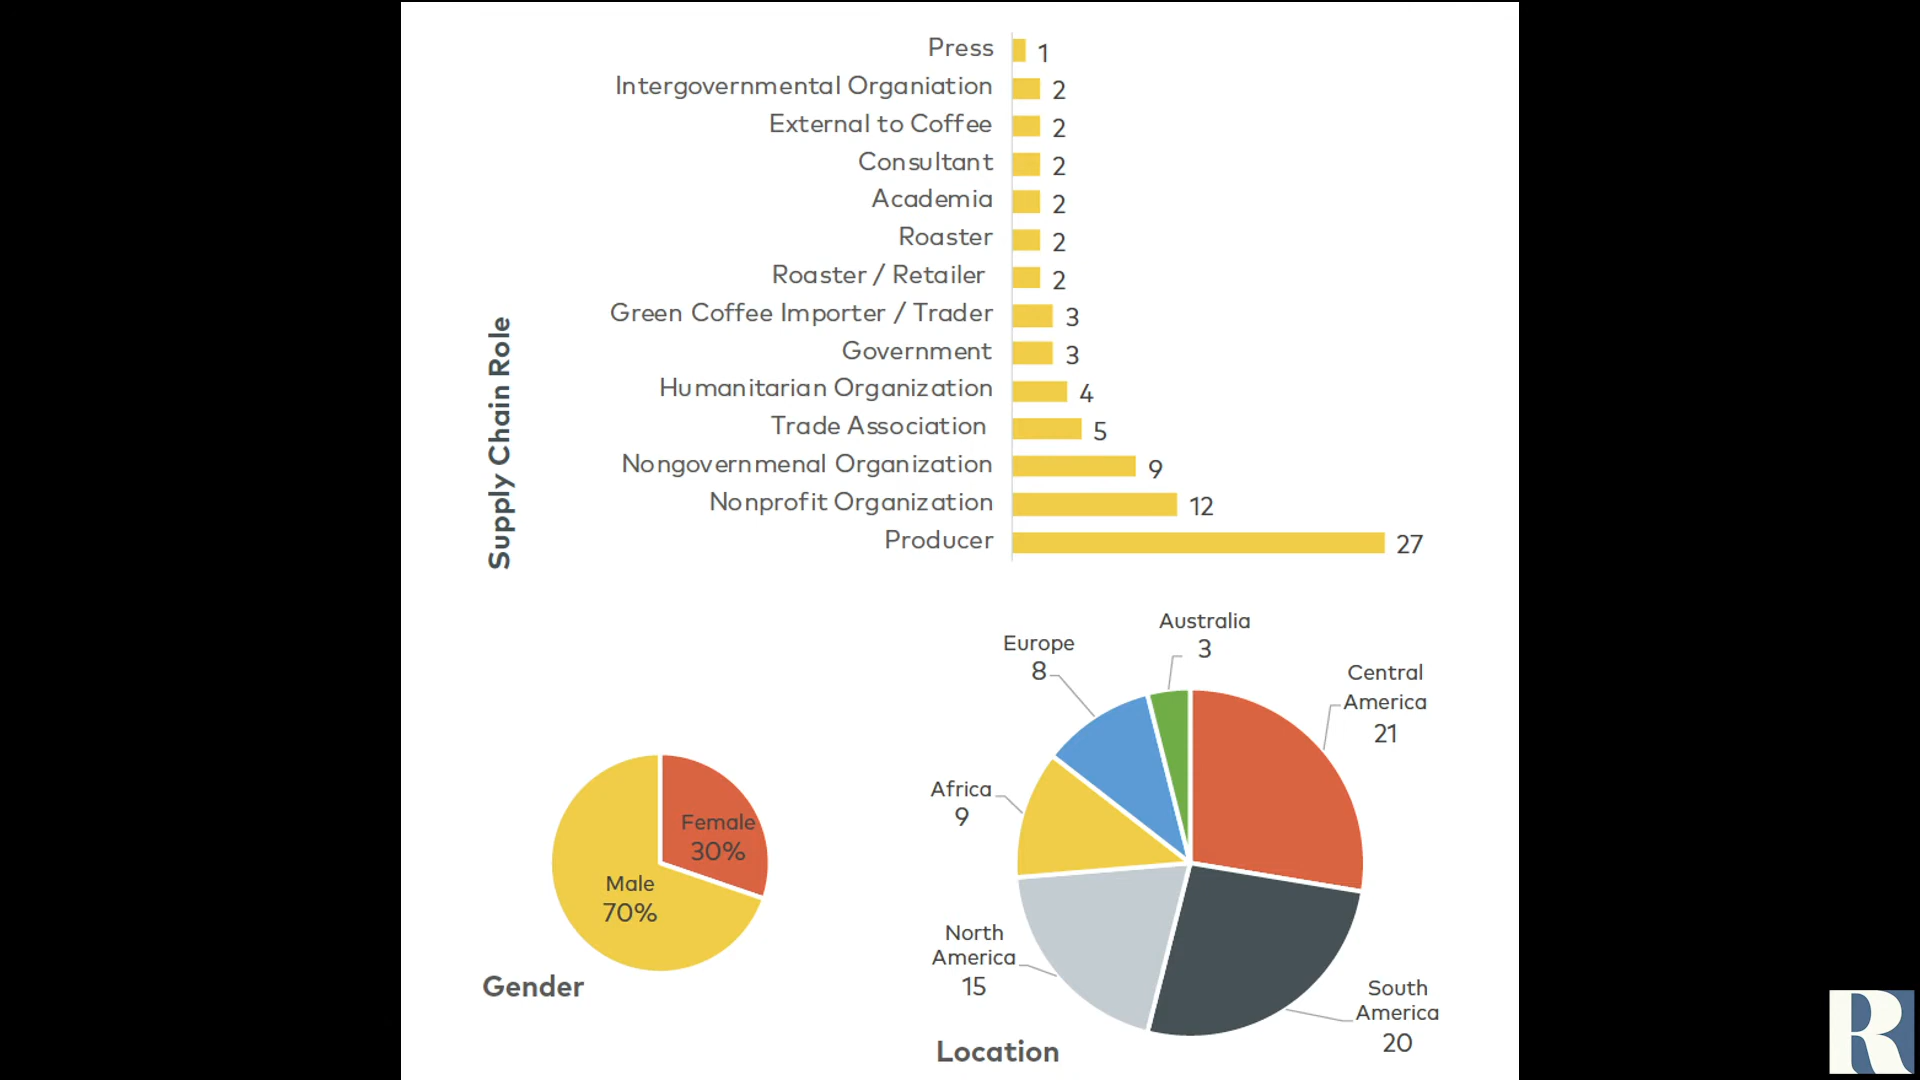 Press 1
Intergovernmental Organiation 2
External to Coffee 2
Consultant 2
Academia 2
Roaster 2
Roaster / Retailer 2
Green Coffee Importer / Trader 3
Government 3
Humanitarian Organization 4
Trade Association 5
Nongovernmenal Organization 9
Nonprofit Organization 12
Producer 27
Supply Chain Role
Female
30%
Male
70%
Gender
Australia
3
Europe
8
Central
America
21
Africa
9
North
America
15
South
America
20
Location
R